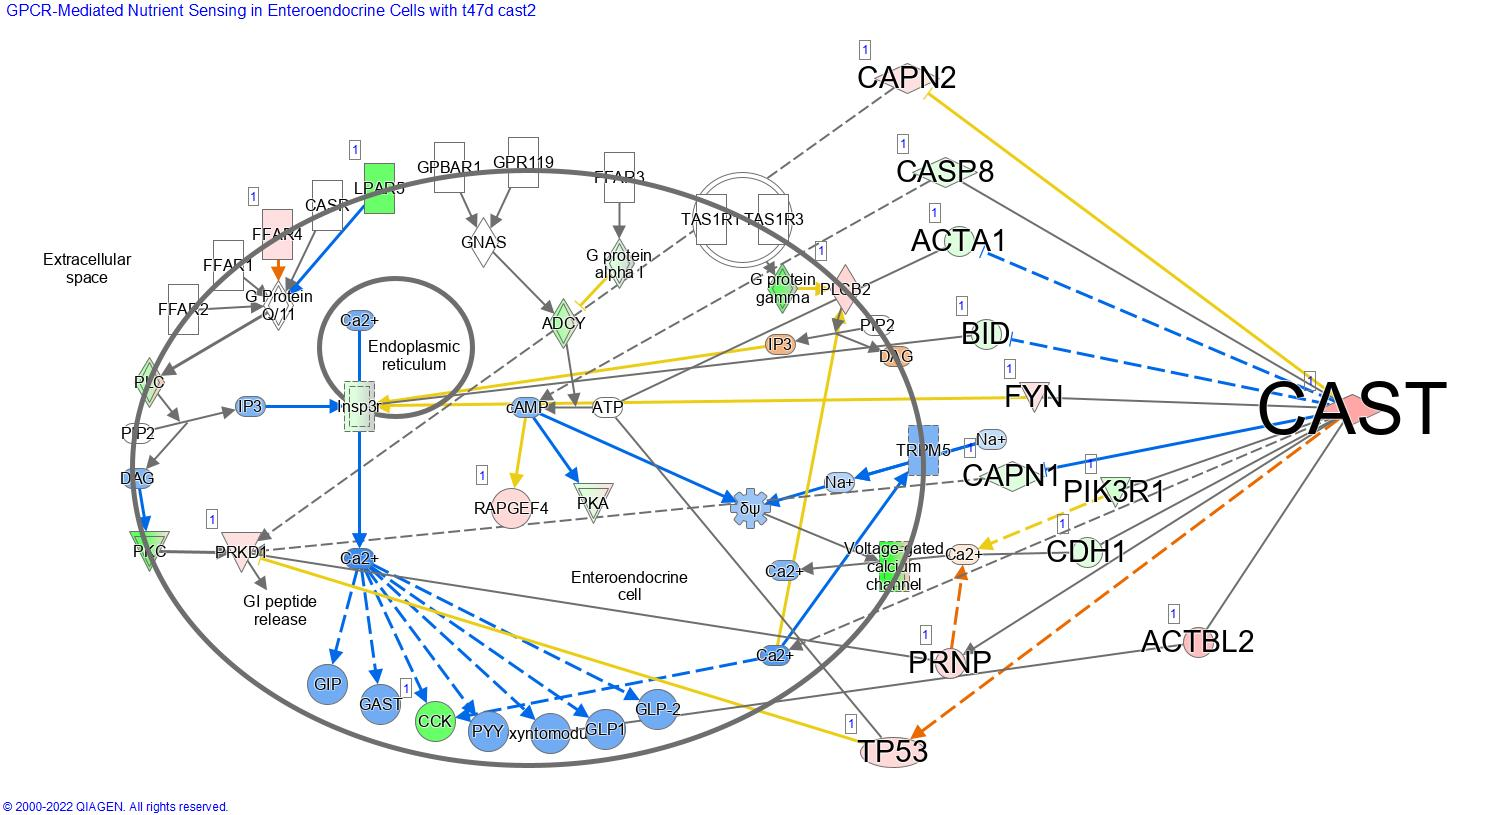 GPCR-Mediated Nutrient Sensing in Enteroendocrine Cells with t47d cast2
1
CAPN2
1
CASP8
1
ACTA1
1
BID
1
FYN
1
CAST
1
CAPN1
1
PIK3R1
1
CDH1
1
ACTBL2
1
PRNP
1
TP53
1
LPAR5
GPBAR1
GPR119
FFAR3
1
FFAR4
CASR
FFAR1
FFAR2
G Protein
Q/11
GNAS
G protein
alpha I
TAS1R1
TAS1R3
1
G protein
gamma
PLCB2
Extracellular
space
Ca2+
Endoplasmic
reticulum
ADCY
IP3
PIP2
DAG
PLC
IP3
Insp3r
cAMP
ATP
PIP2
DAG
TRPM5
Na+
Na+
1
RAPGEF4
PKA
δψ
1
PKC
PRKD1
Ca2+
GI peptide
release
Enteroendocrine
cell
Ca2+
Voltage-gated
calcium
channel
Ca2+
Ca2+
GIP
GAST
1
CCK
PYY
xyntomodu
GLP1
GLP-2
© 2000-2022 QIAGEN. All rights reserved.